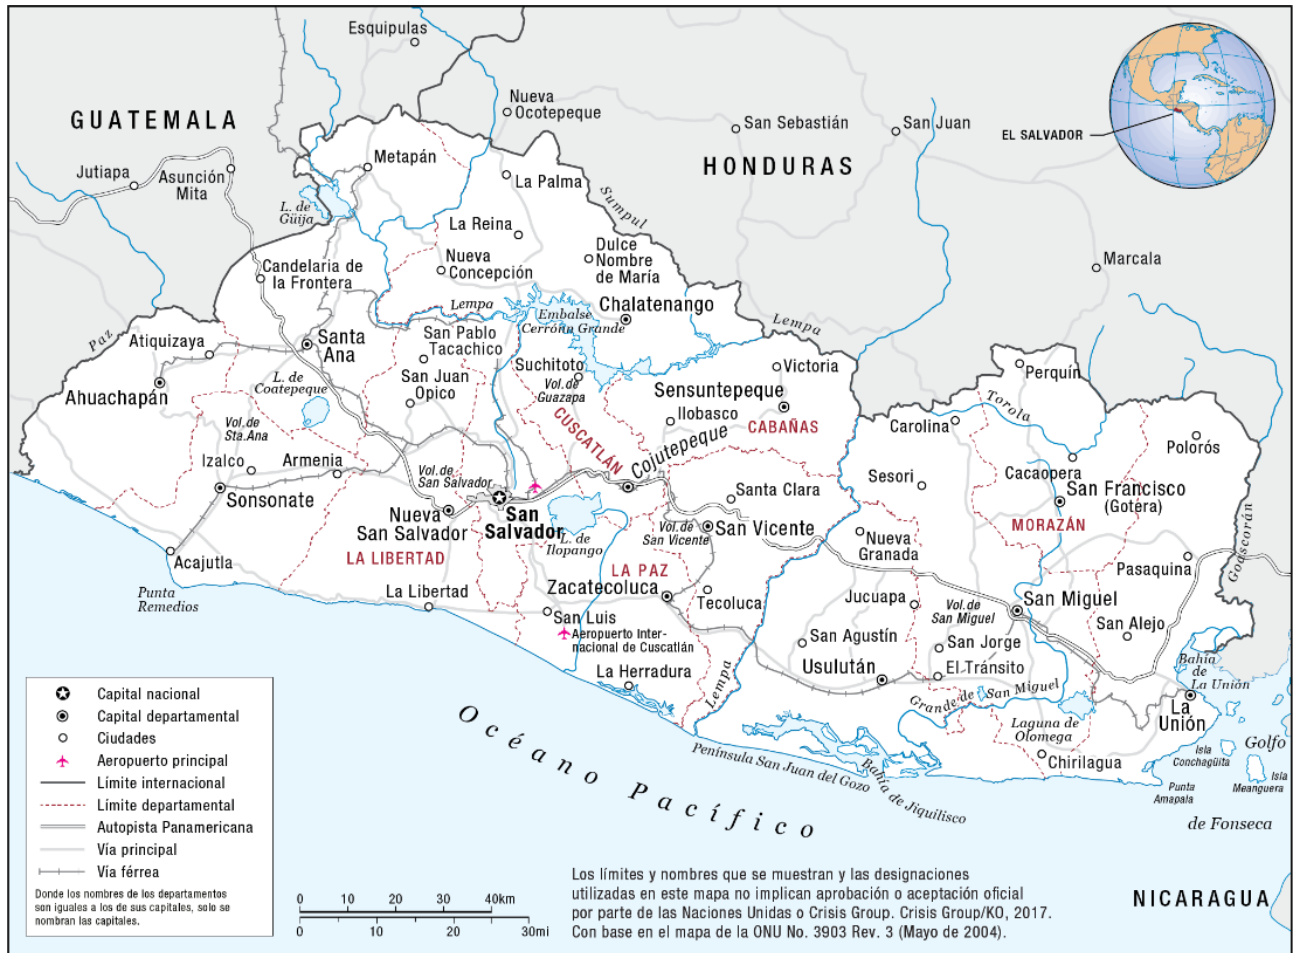 Esquipulas
GUATEMALA
Nueva
Ocotepeque
San Sebastián
San Juan
EL SALVADOR
HONDURAS
Jutiapa
Asunción
Mita
Metapán
La Palma
L. de
Güija
Sumpul
La Reina
Dulce
Nombre
de María
Nueva
Concepción
Marcala
Candelaria de
la Frontera
Lempa
Chalatenango
Embalse
Cerrón Grande
Lempa
Paz
Atiquizaya
Santa
Ana
San Pablo
Tacachico
Suchitoto
Vol. de
Guazapa
Victoria
Perquín
Ahuachapán
L. de
Coatepeque
San Juan
Opico
Sensuntepeque
Ilobasco
CABAÑAS
Torola
Carolina
Polorós
CUSCATLÁN
Cojutepeque
Vol. de
Sta. Ana
Izalco
Armenia
Vol. de
San Salvador
Sesori
Cacaopera
San Francisco
(Gotera)
Sonsonate
Santa Clara
Nueva
San Salvador
San
Salvador
L. de
Ilopango
Vol. de
San Vicente
San Vicente
MORAZÁN
Nueva
Granada
Goascorán
Acajutla
LA LIBERTAD
LA PAZ
Pasaquina
Punta
Remedios
La Libertad
Zacatecoluca
Tecoluca
Jucuapa
Vol. de
San Miguel
San Miguel
San Luis
Aeropuerto Inter-
nacional de Cuscatlán
San Agustín
San Jorge
San Alejo
La Herradura
Usulután
El Tránsito
Bahía
de
La Unión
Lempa
Grande de San Miguel
La
Unión
Laguna de
Olomega
Chirilagua
Isla
Conchagüita
Golfo
Isla
Meanguera
Punta
Amapala
de Fonseca
Península San Juan del Gozo
Bahía de Jiquilisco
Océano Pacífico
NICARAGUA
Capital nacional
Capital departamental
Ciudades
Aeropuerto principal
Límite internacional
Límite departamental
Autopista Panamericana
Vía principal
Vía férrea
Donde los nombres de los departamentos
son iguales a los de sus capitales, solo se
nombran las capitales.
0 10 20 30 40km
0 10 20 30mi
Los límites y nombres que se muestran y las designaciones
utilizadas en este mapa no implican aprobación o aceptación oficial
por parte de las Naciones Unidas o Crisis Group. Crisis Group/KO, 2017.
Con base en el mapa de la ONU No. 3903 Rev. 3 (Mayo de 2004).